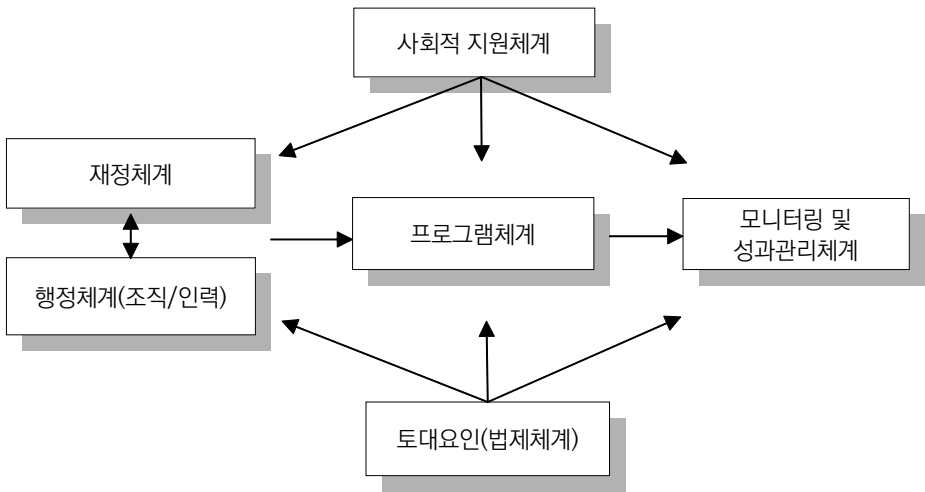 사회적 지원체계
재정체계
프로그램체계
모니터링 및
성과관리체계
행정체계(조직/인력)
토대요인(법제체계)